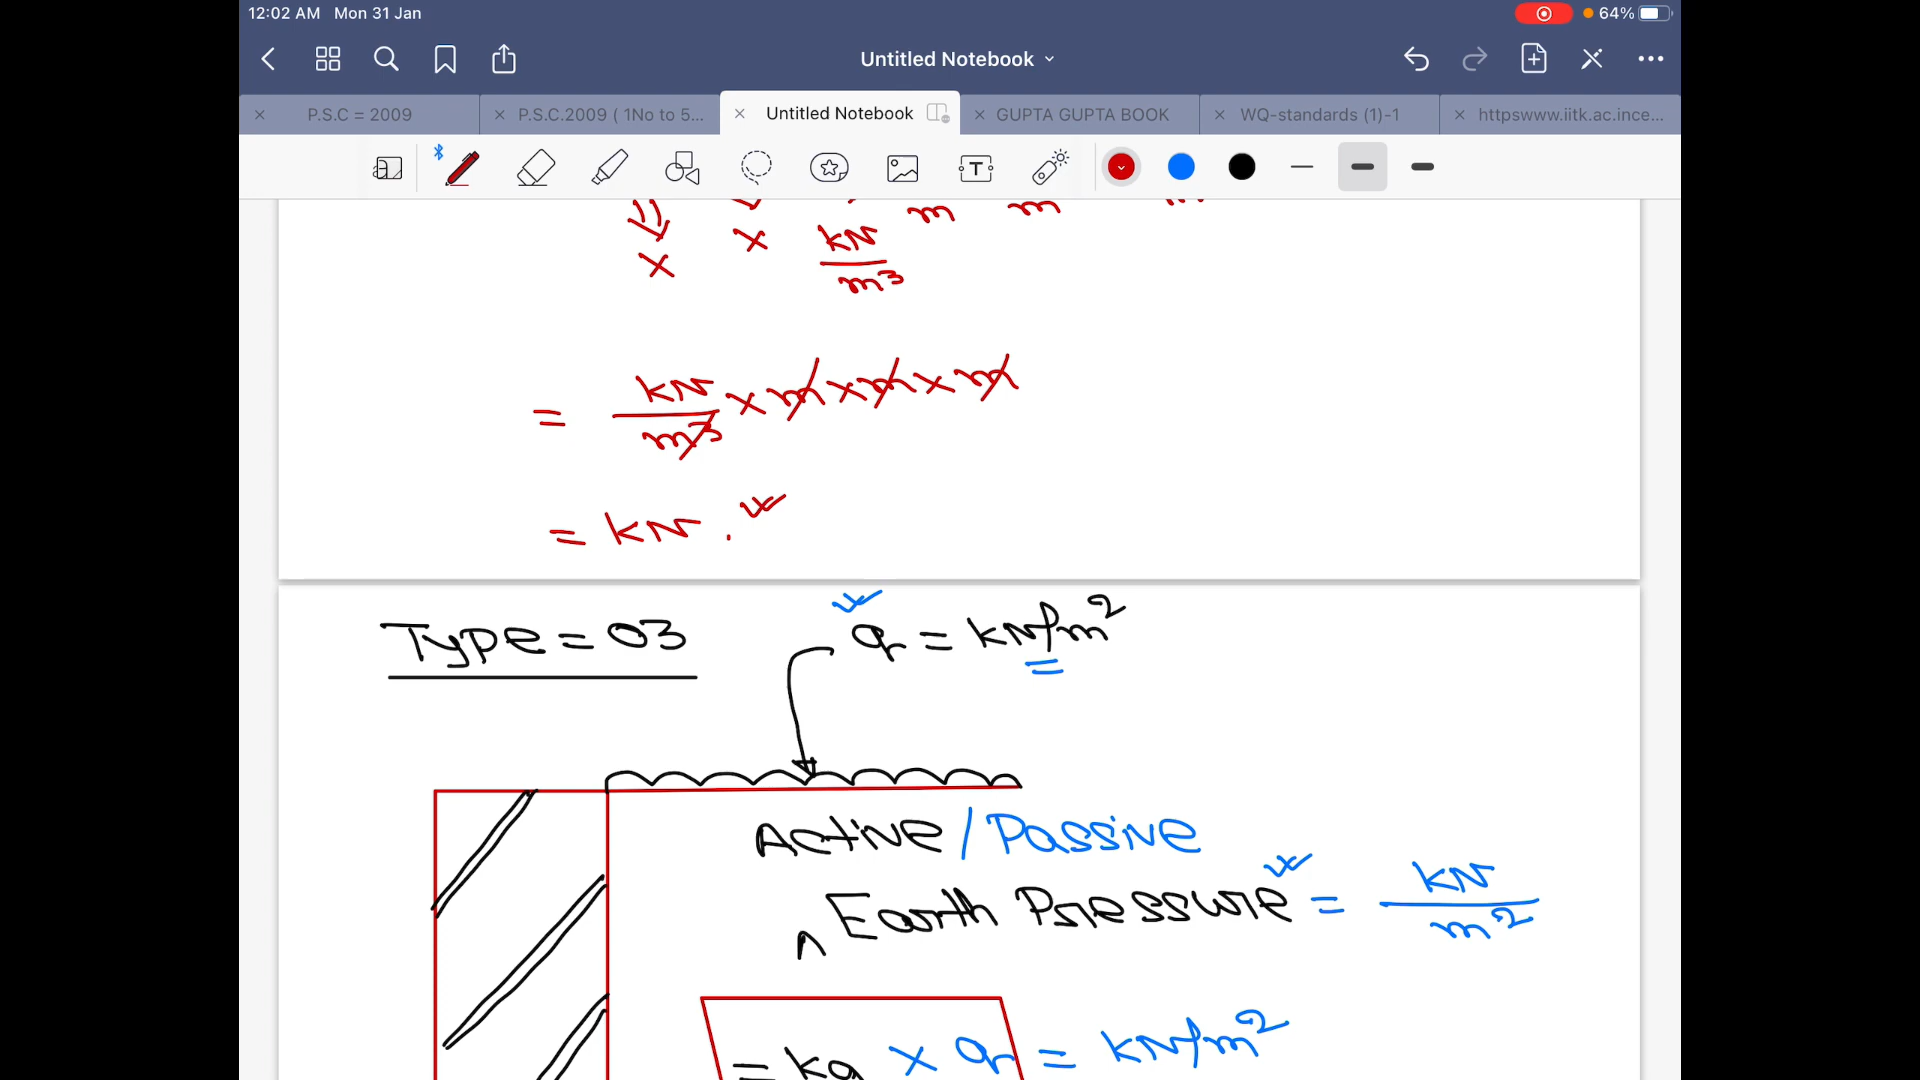 12:02 AM Mon 31 Jan 64%
Untitled Notebook
P.S.C = 2009 P.S.C.2009 ( 1No to 5... Untitled Notebook GUPTA GUPTA BOOK WQ-standards (1)-1 httpswww.iitk.ac.ince...
m m
x x kN/m³
= kN/m³ x m x m x m
= kN.
Type = 03 q = kN/m²
Active / Passive
Earth Pressure = kN/m²
= ka x q = kN/m²